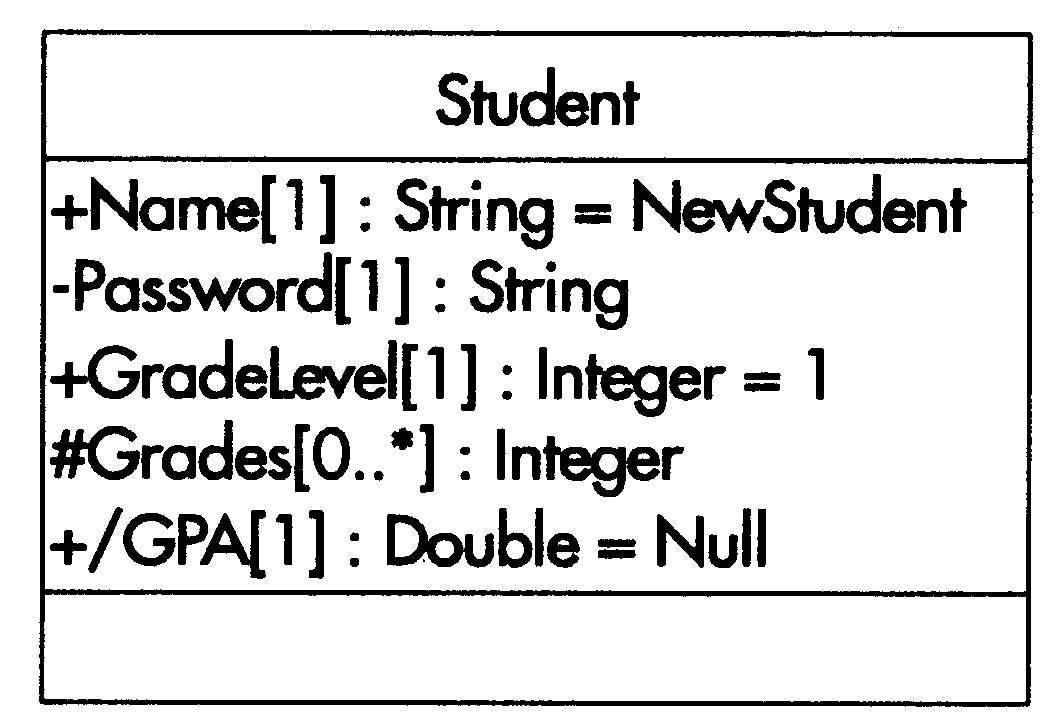 Student
+Name[1] : String = NewStudent
-Password[1] : String
+GradeLevel[1] : Integer = 1
#Grades[0..*] : Integer
+/GPA[1] : Double = Null